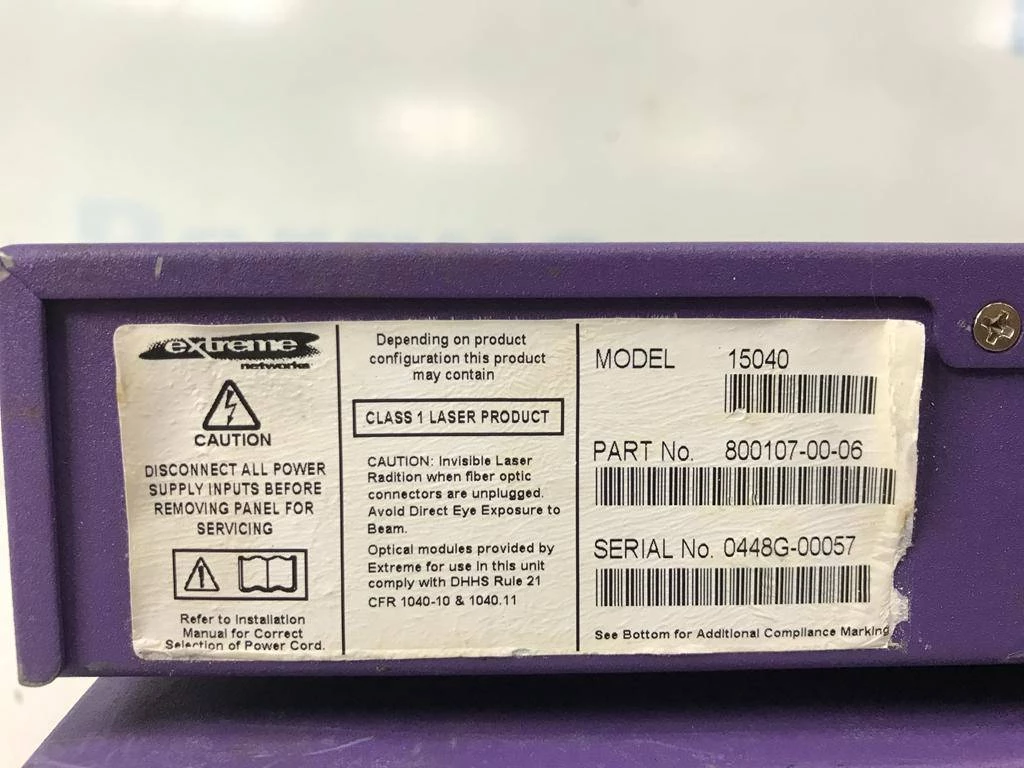 extreme
networks
CAUTION
DISCONNECT ALL POWER
SUPPLY INPUTS BEFORE
REMOVING PANEL FOR
SERVICING
Refer to Installation
Manual for Correct
Selection of Power Cord.
Depending on product
configuration this product
may contain
CLASS 1 LASER PRODUCT
CAUTION: Invisible Laser
Radition when fiber optic
connectors are unplugged.
Avoid Direct Eye Exposure to
Beam.
Optical modules provided by
Extreme for use in this unit
comply with DHHS Rule 21
CFR 1040-10 & 1040.11
MODEL 15040
PART No. 800107-00-06
SERIAL No. 0448G-00057
See Bottom for Additional Compliance Marking